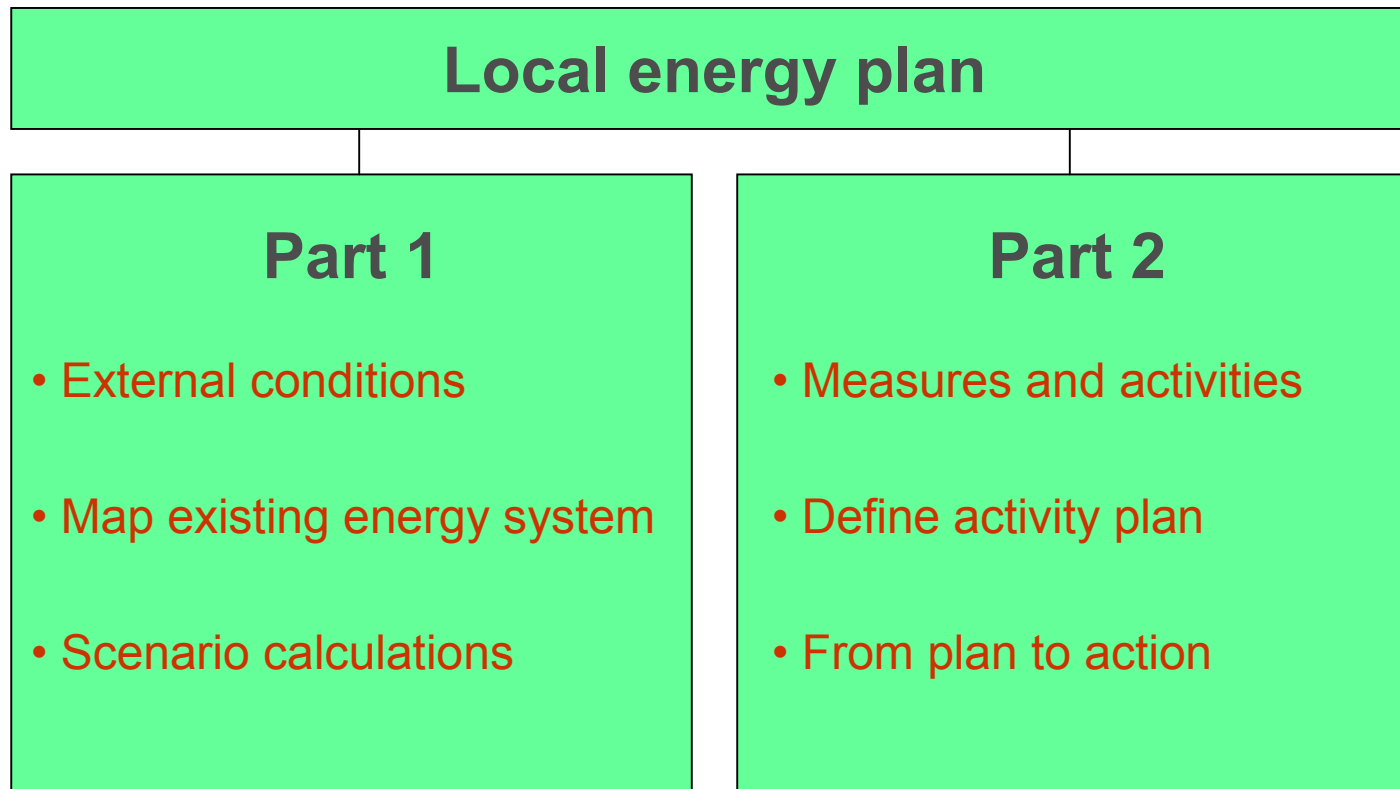 Local energy plan
Part 1
• External conditions
• Map existing energy system
• Scenario calculations
Part 2
• Measures and activities
• Define activity plan
• From plan to action